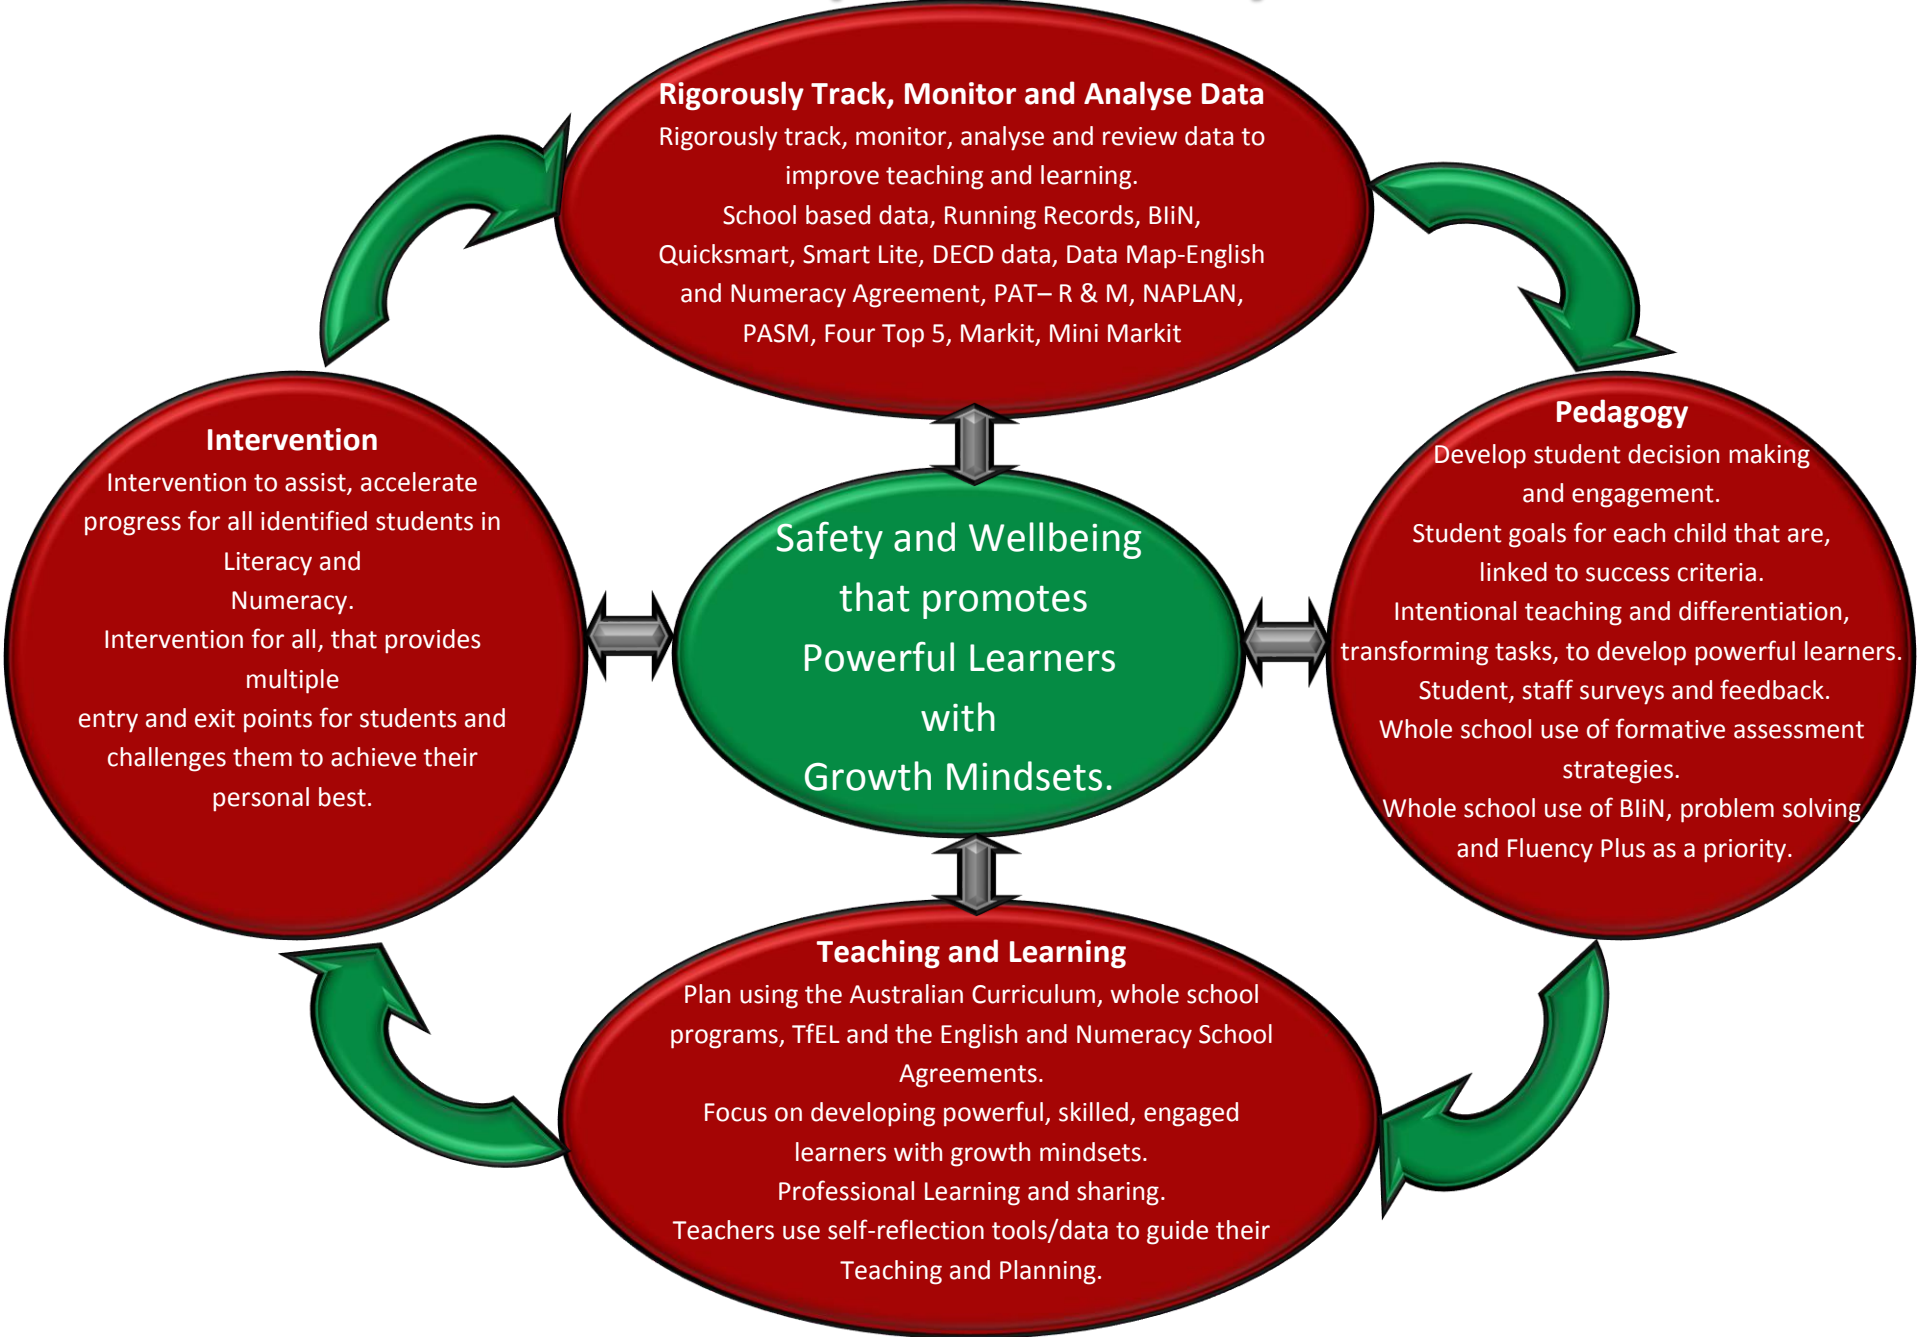 Rigorously Track, Monitor and Analyse Data
Rigorously track, monitor, analyse and review data to
improve teaching and learning.
School based data, Running Records, BIiN,
Quicksmart, Smart Lite, DECD data, Data Map-English
and Numeracy Agreement, PAT– R & M, NAPLAN,
PASM, Four Top 5, Markit, Mini Markit
Intervention
Intervention to assist, accelerate
progress for all identified students in
Literacy and
Numeracy.
Intervention for all, that provides
multiple
entry and exit points for students and
challenges them to achieve their
personal best.
Safety and Wellbeing
that promotes
Powerful Learners
with
Growth Mindsets.
Pedagogy
Develop student decision making
and engagement.
Student goals for each child that are,
linked to success criteria.
Intentional teaching and differentiation,
transforming tasks, to develop powerful learners.
Student, staff surveys and feedback.
Whole school use of formative assessment
strategies.
Whole school use of BIiN, problem solving
and Fluency Plus as a priority.
Teaching and Learning
Plan using the Australian Curriculum, whole school
programs, TfEL and the English and Numeracy School
Agreements.
Focus on developing powerful, skilled, engaged
learners with growth mindsets.
Professional Learning and sharing.
Teachers use self-reflection tools/data to guide their
Teaching and Planning.